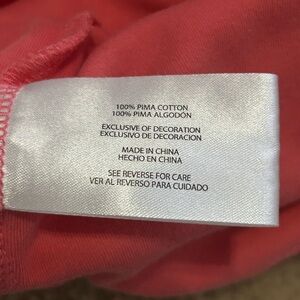 100% PIMA COTTON
100% PIMA ALGODÓN
EXCLUSIVE OF DECORATION
EXCLUSIVO DE DECORACION
MADE IN CHINA
HECHO EN CHINA
SEE REVERSE FOR CARE
VER AL REVERSO PARA CUIDADO